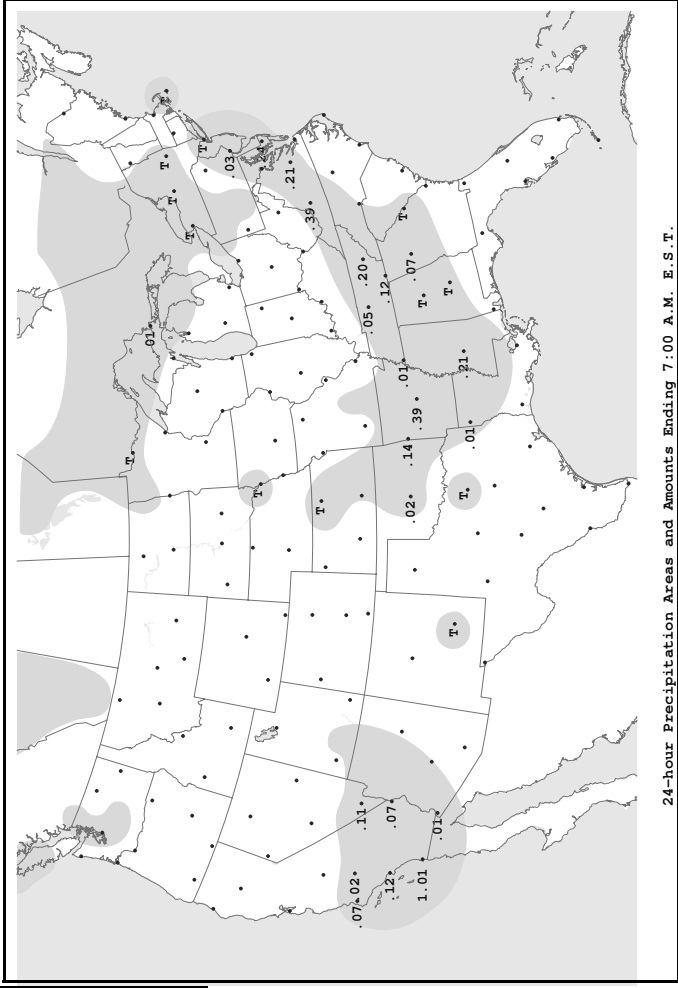 T
.01
T
T
T
T
T
.03
T
.21
.39
T
.07
.02
.11
.05
.20
.12
.12
.07
.02
.14
.01
.07
T
1.01
.39
T
.01
T
T
T
.21
.01
24-hour Precipitation Areas and Amounts Ending 7:00 A.M. E.S.T.